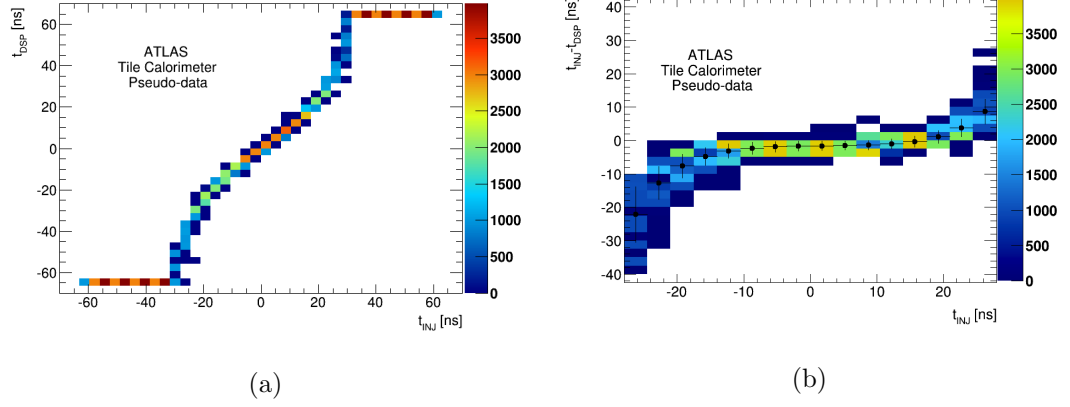 t_DSP [ns]
60
40
20
0
-20
-40
-60
ATLAS
Tile Calorimeter
Pseudo-data
-60 -40 -20 0 20 40 60
t_INJ [ns]
3500
3000
2500
2000
1500
1000
500
0
(a)
t_INJ-t_DSP [ns]
40
30
20
10
0
-10
-20
-30
-40
ATLAS
Tile Calorimeter
Pseudo-data
-20 -10 0 10 20
t_INJ [ns]
3500
3000
2500
2000
1500
1000
500
0
(b)